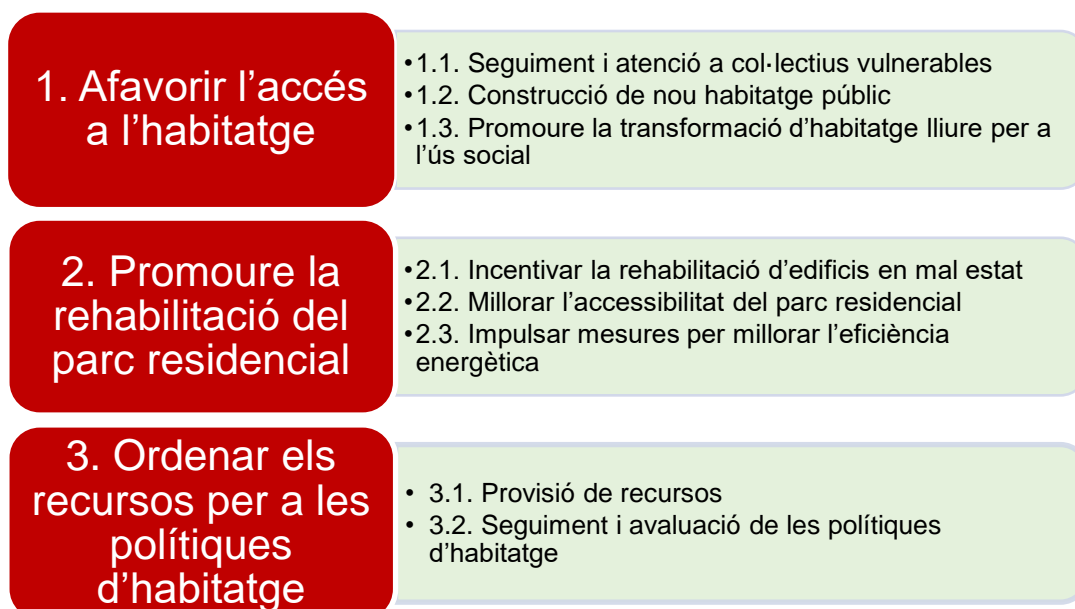 1. Afavorir l’accés
a l’habitatge
•1.1. Seguiment i atenció a col·lectius vulnerables
•1.2. Construcció de nou habitatge públic
•1.3. Promoure la transformació d’habitatge lliure per a
l’ús social
2. Promoure la
rehabilitació del
parc residencial
•2.1. Incentivar la rehabilitació d’edificis en mal estat
•2.2. Millorar l’accessibilitat del parc residencial
•2.3. Impulsar mesures per millorar l’eficiència
energètica
3. Ordenar els
recursos per a les
polítiques
d’habitatge
• 3.1. Provisió de recursos
• 3.2. Seguiment i avaluació de les polítiques
d’habitatge